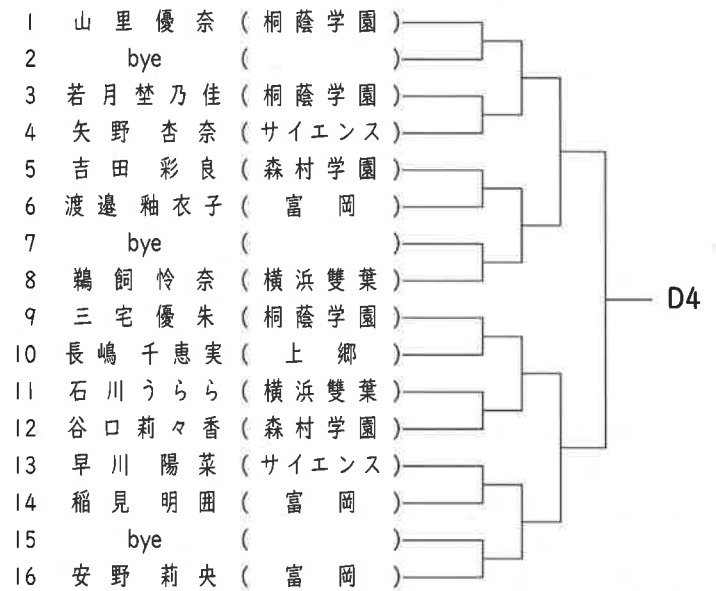 1 山里優奈(桐蔭学園)
2 bye ( )
3 若月埜乃佳(桐蔭学園)
4 矢野杏奈(サイエンス)
5 吉田彩良(森村学園)
6 渡邉釉衣子(富岡)
7 bye ( )
8 鵜飼怜奈(横浜雙葉)
9 三宅優朱(桐蔭学園)
10 長嶋千恵実(上郷)
11 石川うらら(横浜雙葉)
12 谷口莉々香(森村学園)
13 早川陽菜(サイエンス)
14 稲見明囲(富岡)
15 bye ( )
16 安野莉央(富岡)
D4